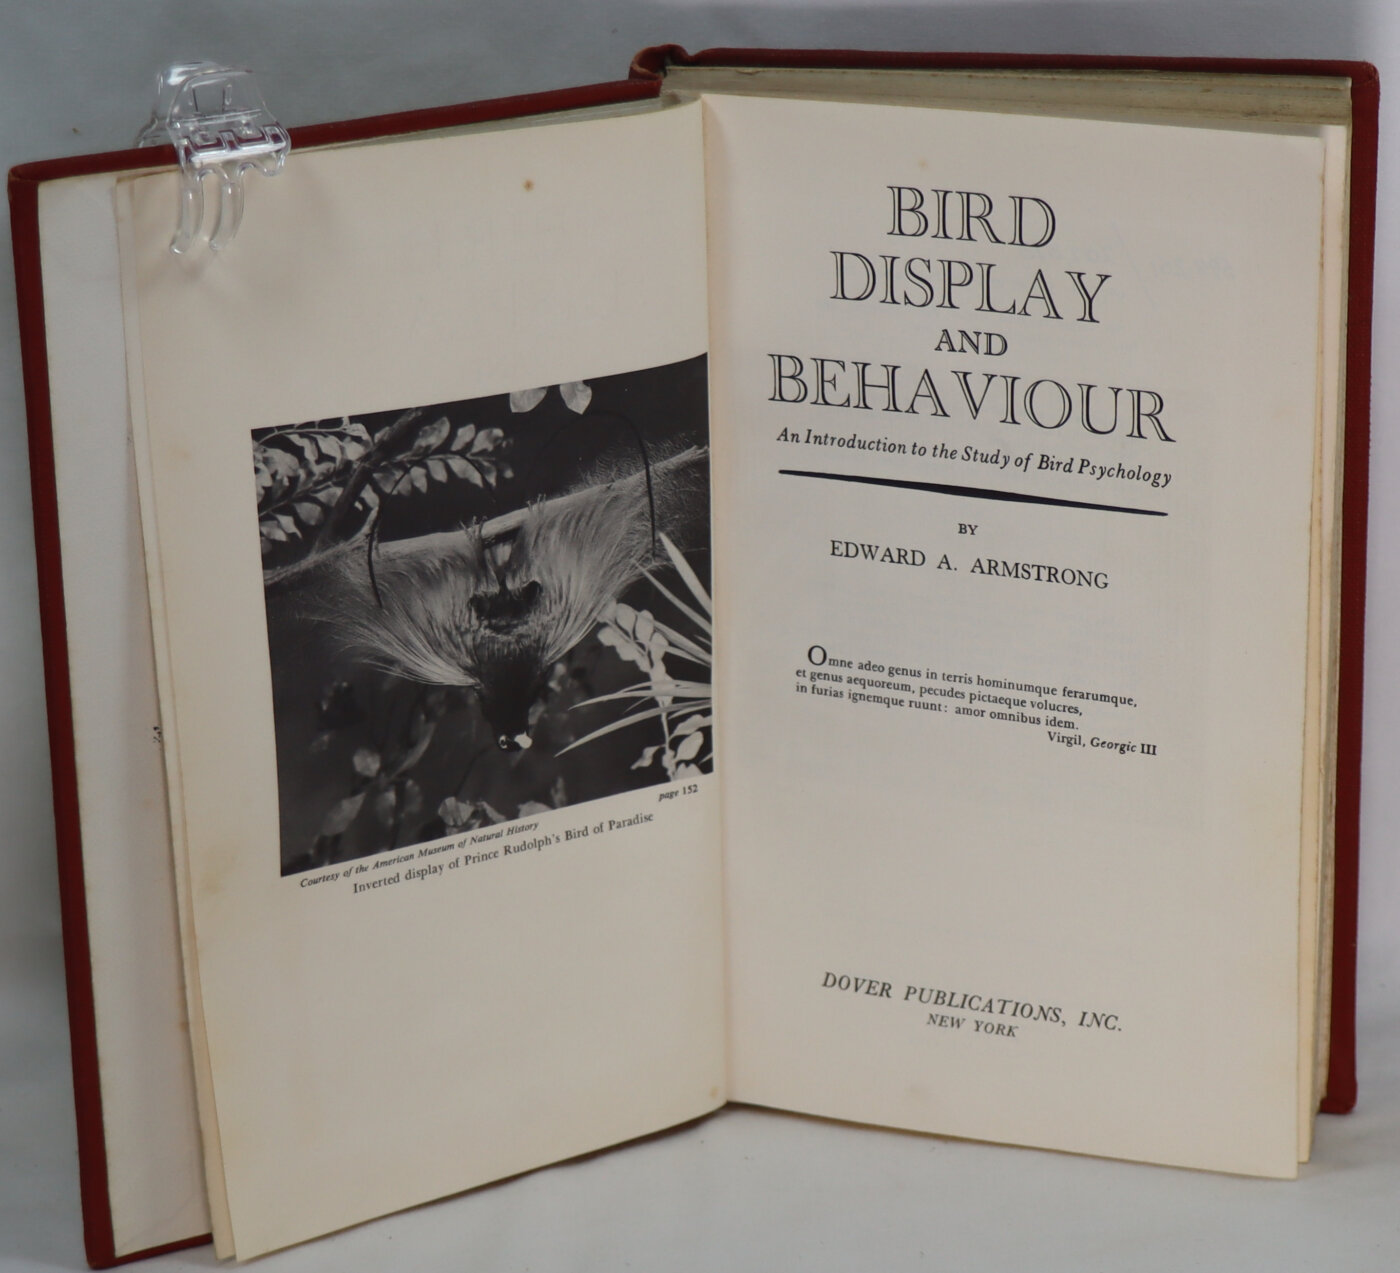 page 152
Courtesy of the American Museum of Natural History
Inverted display of Prince Rudolph's Bird of Paradise
BIRD
DISPLAY
AND
BEHAVIOUR
An Introduction to the Study of Bird Psychology
BY
EDWARD A. ARMSTRONG
Omne adeo genus in terris hominumque ferarumque,
et genus aequoreum, pecudes pictaeque volucres,
in furias ignemque ruunt: amor omnibus idem.
Virgil, Georgic III
DOVER PUBLICATIONS, INC.
NEW YORK